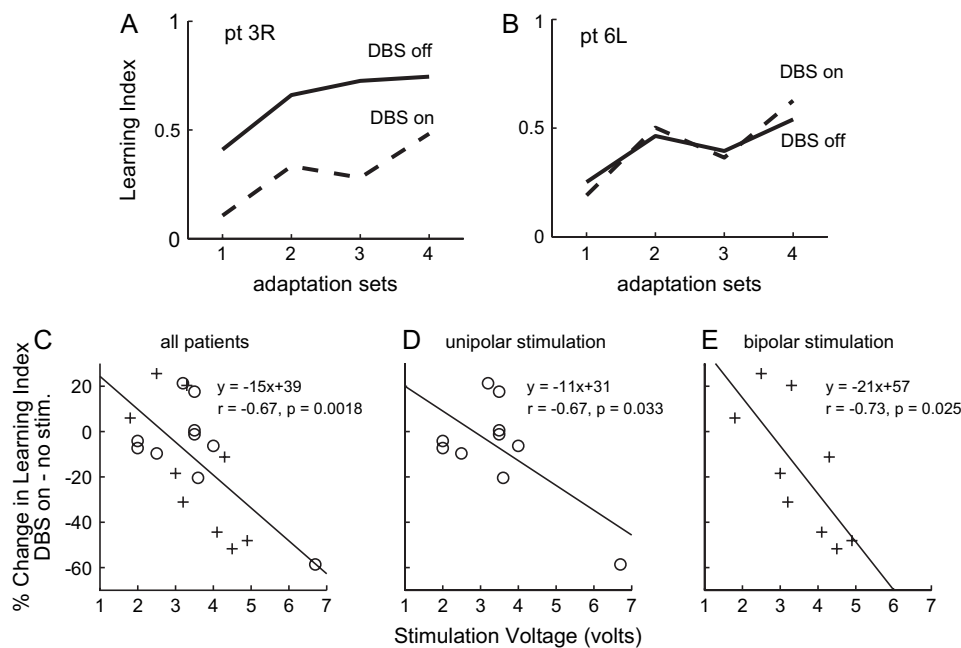 A
pt 3R
DBS off
DBS on
Learning Index
1
0.5
0
1 2 3 4
adaptation sets
B
pt 6L
DBS on
DBS off
1
0.5
0
1 2 3 4
adaptation sets
C
all patients
y = -15x+39
r = -0.67, p = 0.0018
% Change in Learning Index
DBS on - no stim.
20
0
-20
-40
-60
1 2 3 4 5 6 7
D
unipolar stimulation
y = -11x+31
r = -0.67, p = 0.033
1 2 3 4 5 6 7
Stimulation Voltage (volts)
E
bipolar stimulation
y = -21x+57
r = -0.73, p = 0.025
1 2 3 4 5 6 7